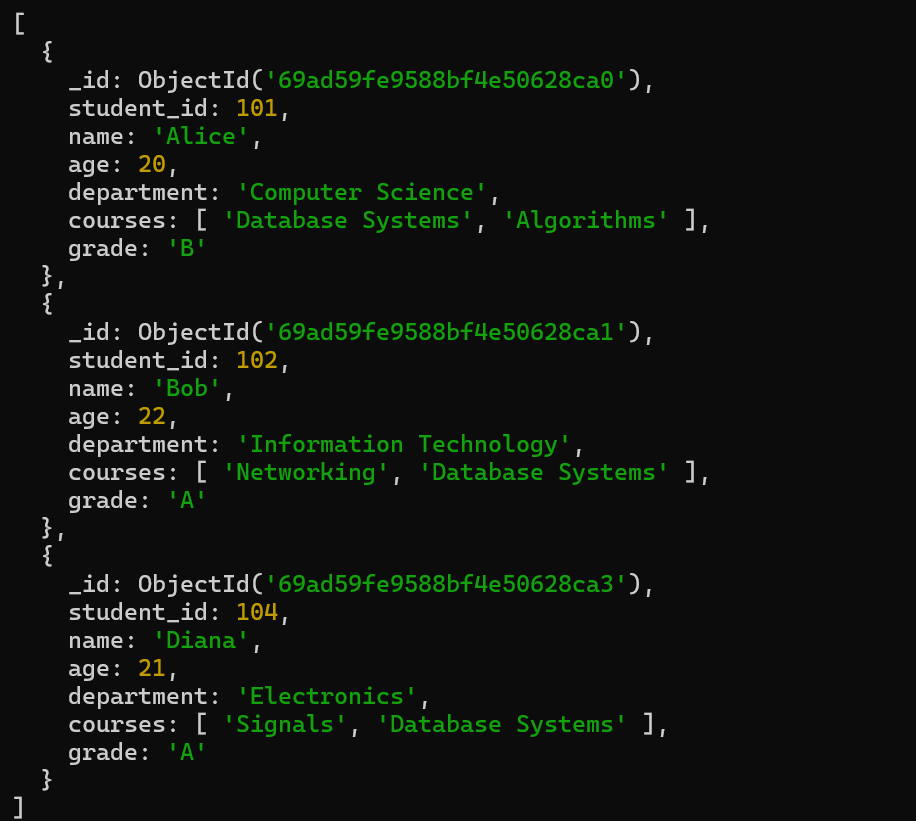 [
  {
    _id: ObjectId('69ad59fe9588bf4e50628ca0'),
    student_id: 101,
    name: 'Alice',
    age: 20,
    department: 'Computer Science',
    courses: [ 'Database Systems', 'Algorithms' ],
    grade: 'B'
  },
  {
    _id: ObjectId('69ad59fe9588bf4e50628ca1'),
    student_id: 102,
    name: 'Bob',
    age: 22,
    department: 'Information Technology',
    courses: [ 'Networking', 'Database Systems' ],
    grade: 'A'
  },
  {
    _id: ObjectId('69ad59fe9588bf4e50628ca3'),
    student_id: 104,
    name: 'Diana',
    age: 21,
    department: 'Electronics',
    courses: [ 'Signals', 'Database Systems' ],
    grade: 'A'
  }
]